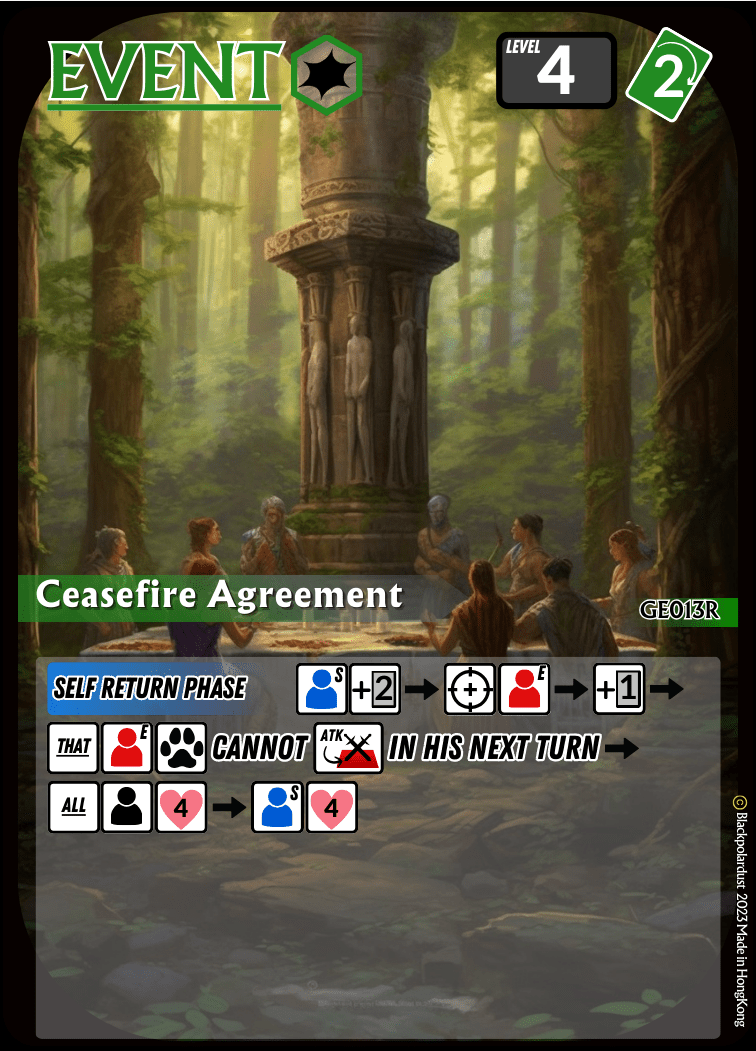 EVENT
LEVEL
4
2
Ceasefire Agreement
GE013R
SELF RETURN PHASE S +2 E +1
THAT E CANNOT ATK IN HIS NEXT TURN
ALL 4 S 4
© Blackpolardust 2023 Made in HongKong